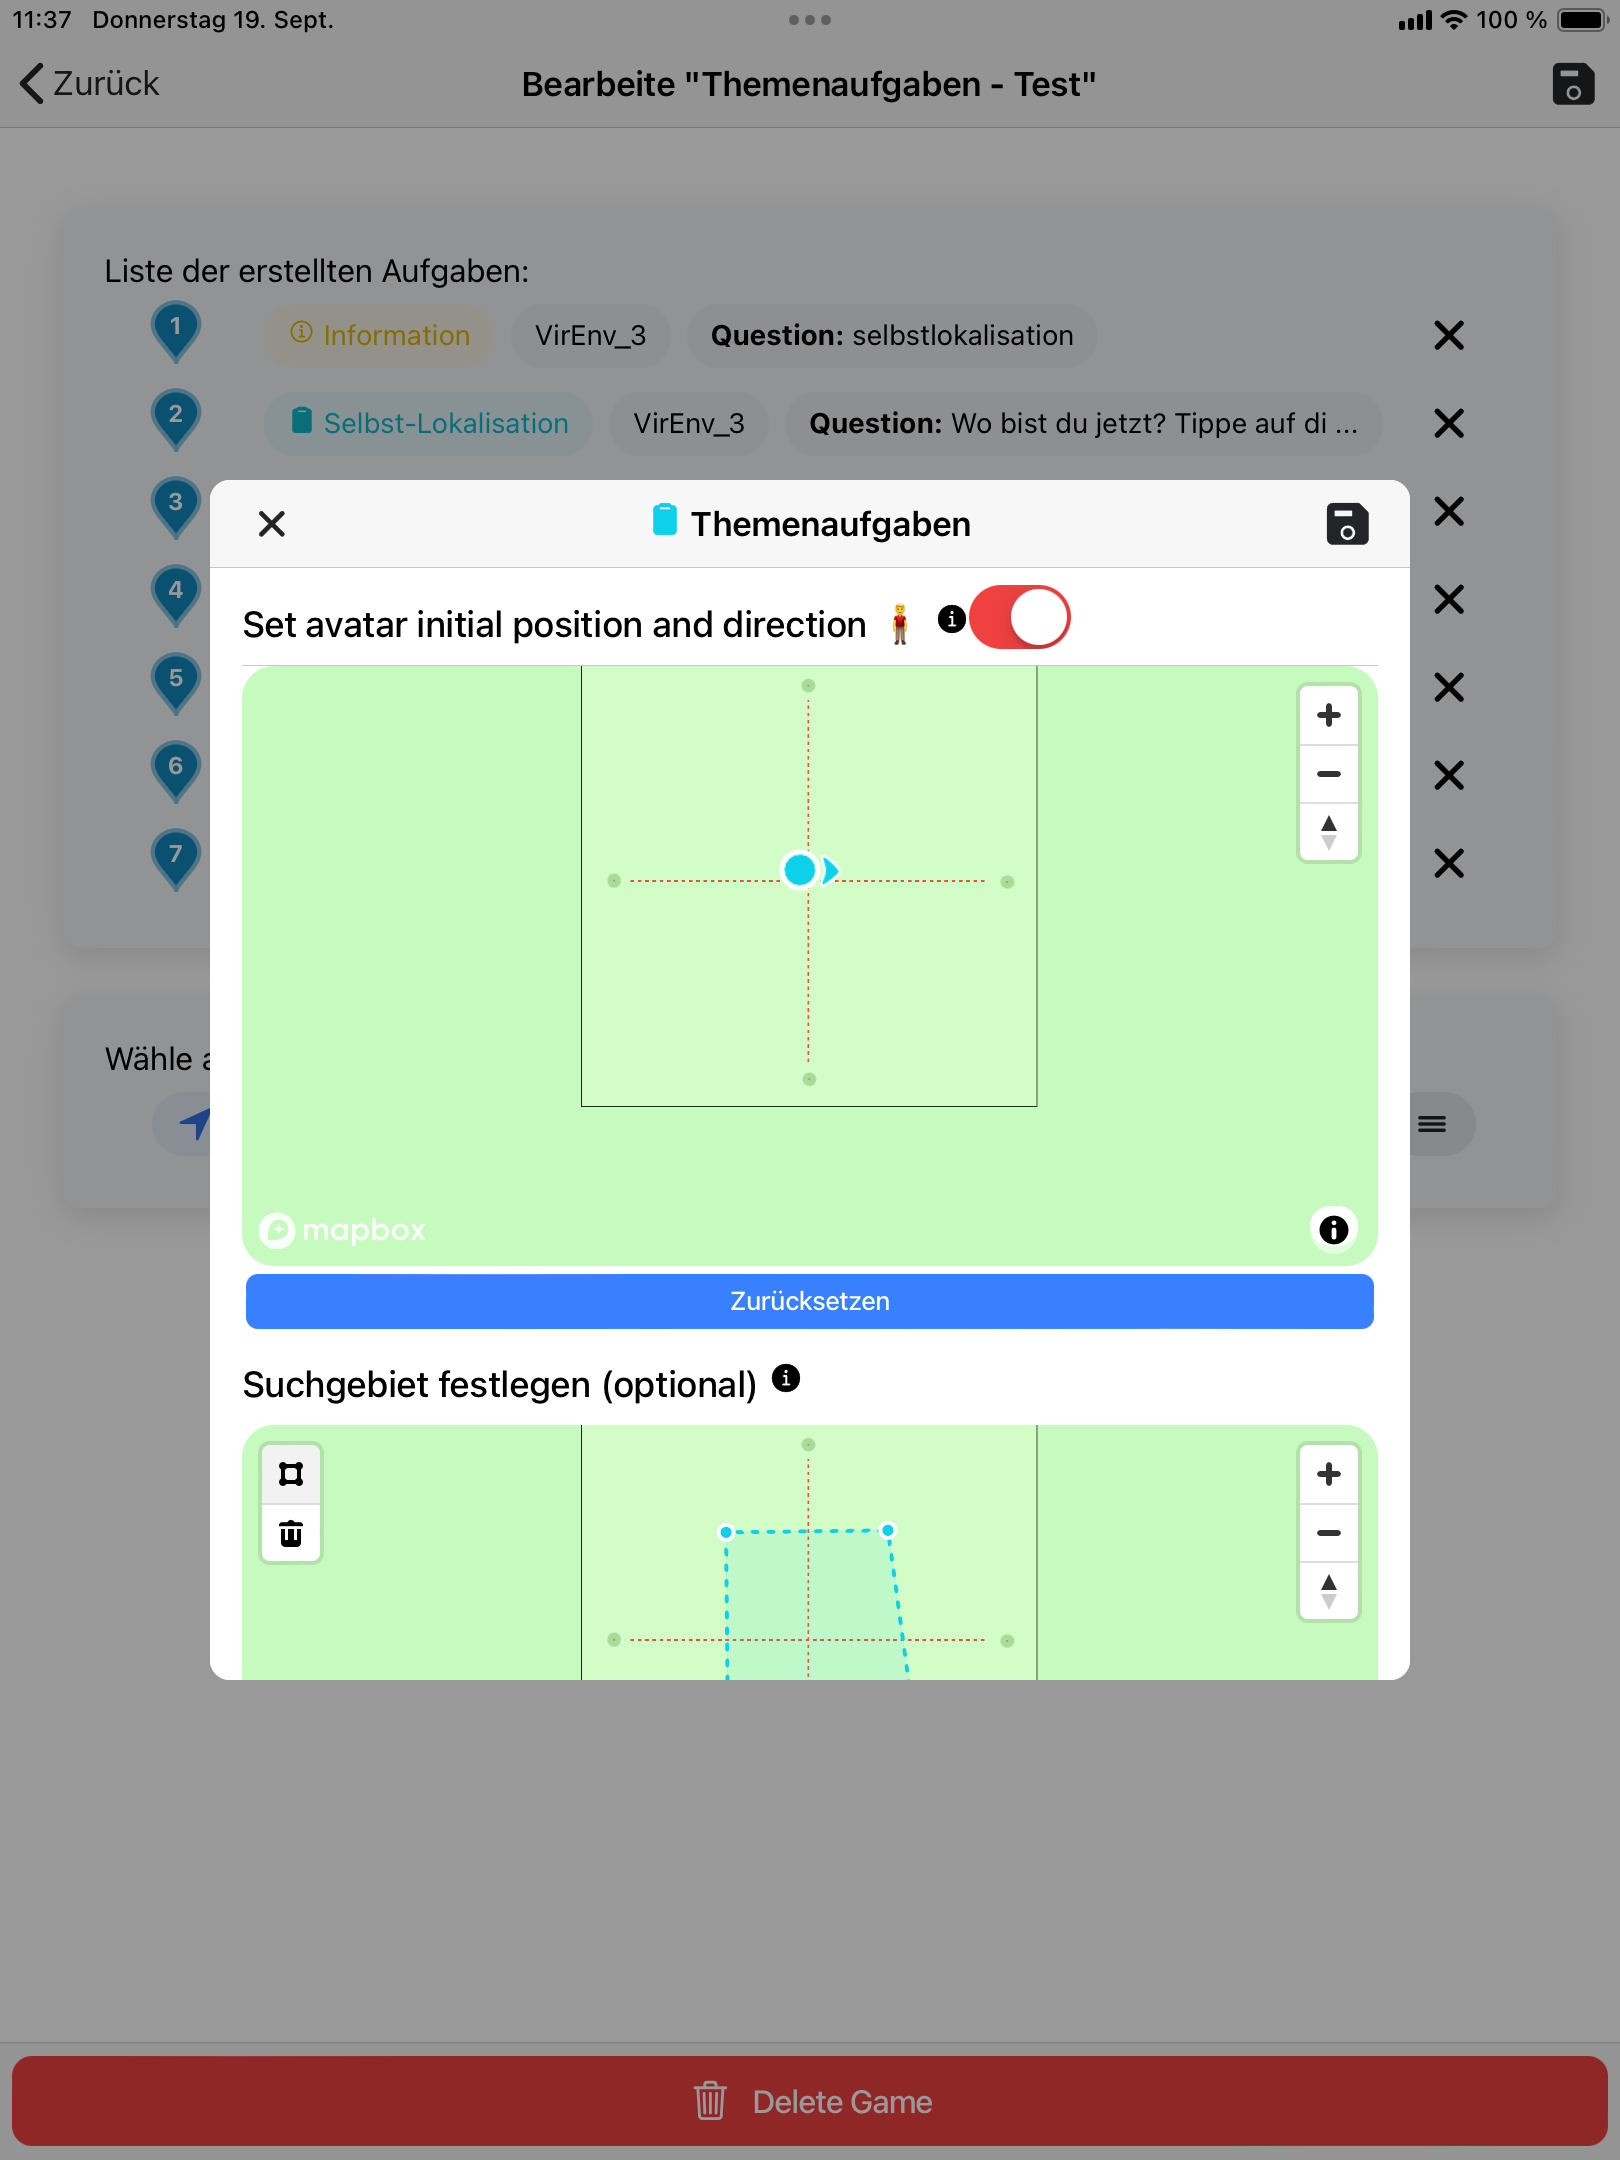 11:37 Donnerstag 19. Sept.
100 %
Zurück
Bearbeite "Themenaufgaben - Test"
Liste der erstellten Aufgaben:
1 Information VirEnv_3 Question: selbstlokalisation
2 Selbst-Lokalisation VirEnv_3 Question: Wo bist du jetzt? Tippe auf di ...
3
4
5
6
7
Themenaufgaben
Set avatar initial position and direction
mapbox
Zurücksetzen
Suchgebiet festlegen (optional)
Wähle
Delete Game